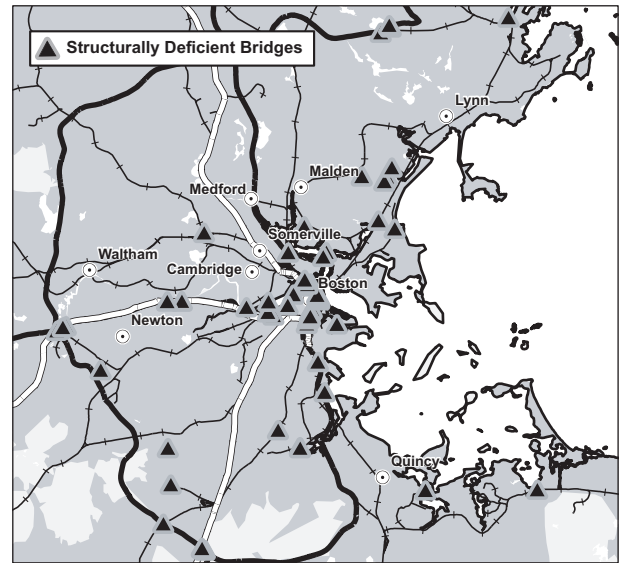 Structurally Deficient Bridges
Lynn
Malden
Medford
Somerville
Waltham
Cambridge
Boston
Newton
Quincy